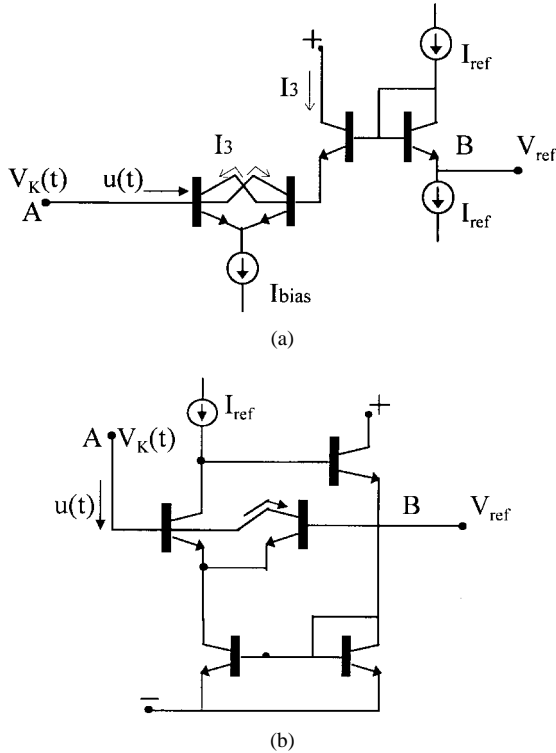 +
I_ref
I3
I3
B
V_ref
V_K(t)
u(t)
A
I_ref
I_bias
(a)
I_ref
+
A
V_K(t)
u(t)
B
V_ref
−
(b)